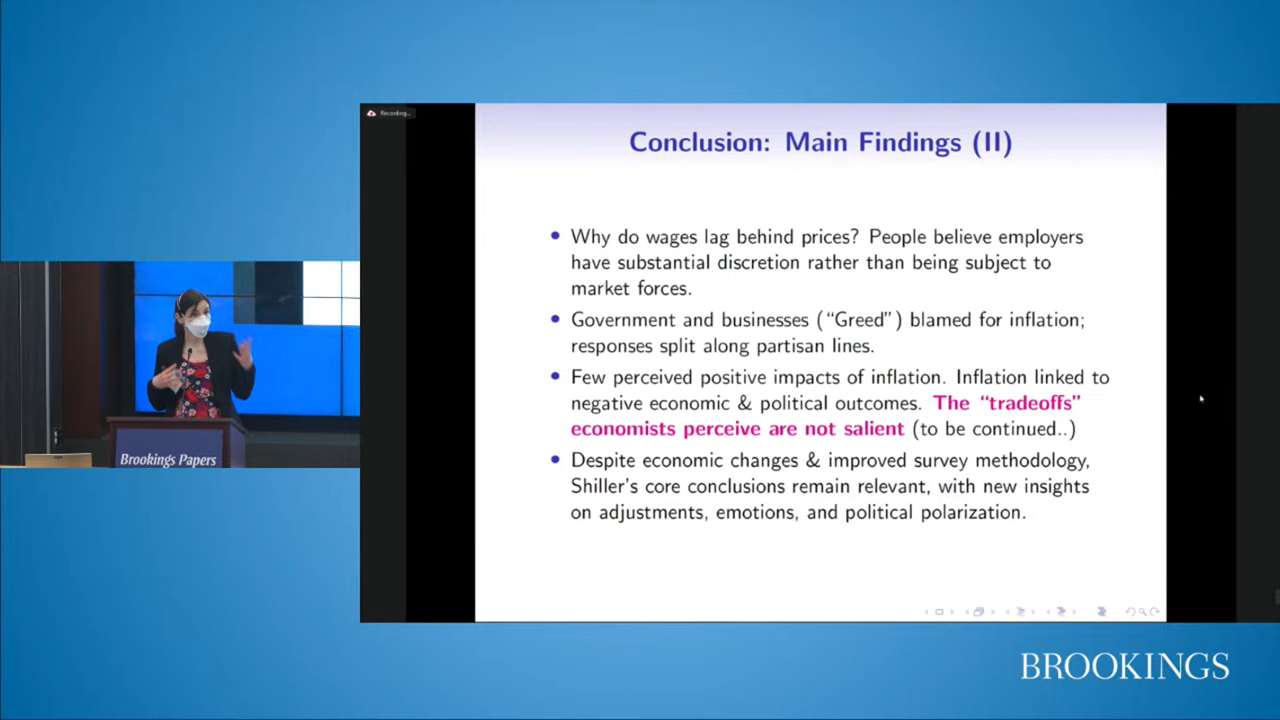 Recording...
Conclusion: Main Findings (II)
• Why do wages lag behind prices? People believe employers
have substantial discretion rather than being subject to
market forces.
• Government and businesses (“Greed”) blamed for inflation;
responses split along partisan lines.
• Few perceived positive impacts of inflation. Inflation linked to
negative economic & political outcomes. The “tradeoffs”
economists perceive are not salient (to be continued..)
• Despite economic changes & improved survey methodology,
Shiller’s core conclusions remain relevant, with new insights
on adjustments, emotions, and political polarization.
Brookings Papers
BROOKINGS